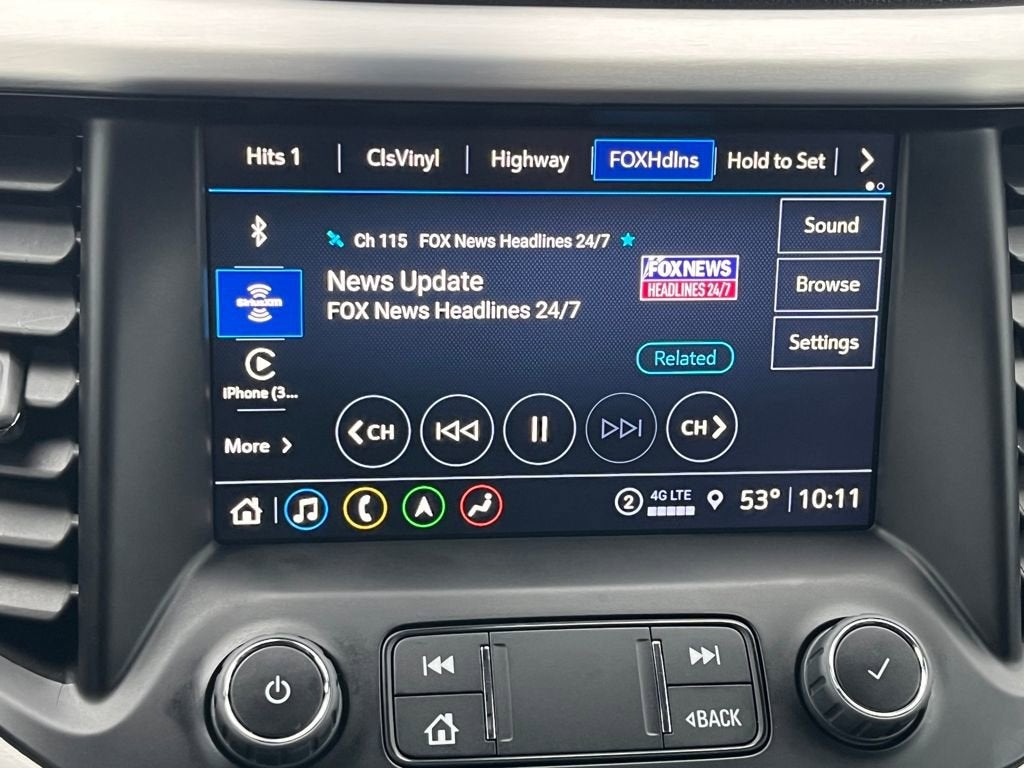 Hits 1
ClsVinyl
Highway
FOXHdlns
Hold to Set
Ch 115 FOX News Headlines 24/7
Sound
FOX NEWS
HEADLINES 24/7
SiriusXM
News Update
FOX News Headlines 24/7
Browse
Settings
Related
iPhone (3...
More
CH
CH
2
4G LTE
53°
10:11
BACK